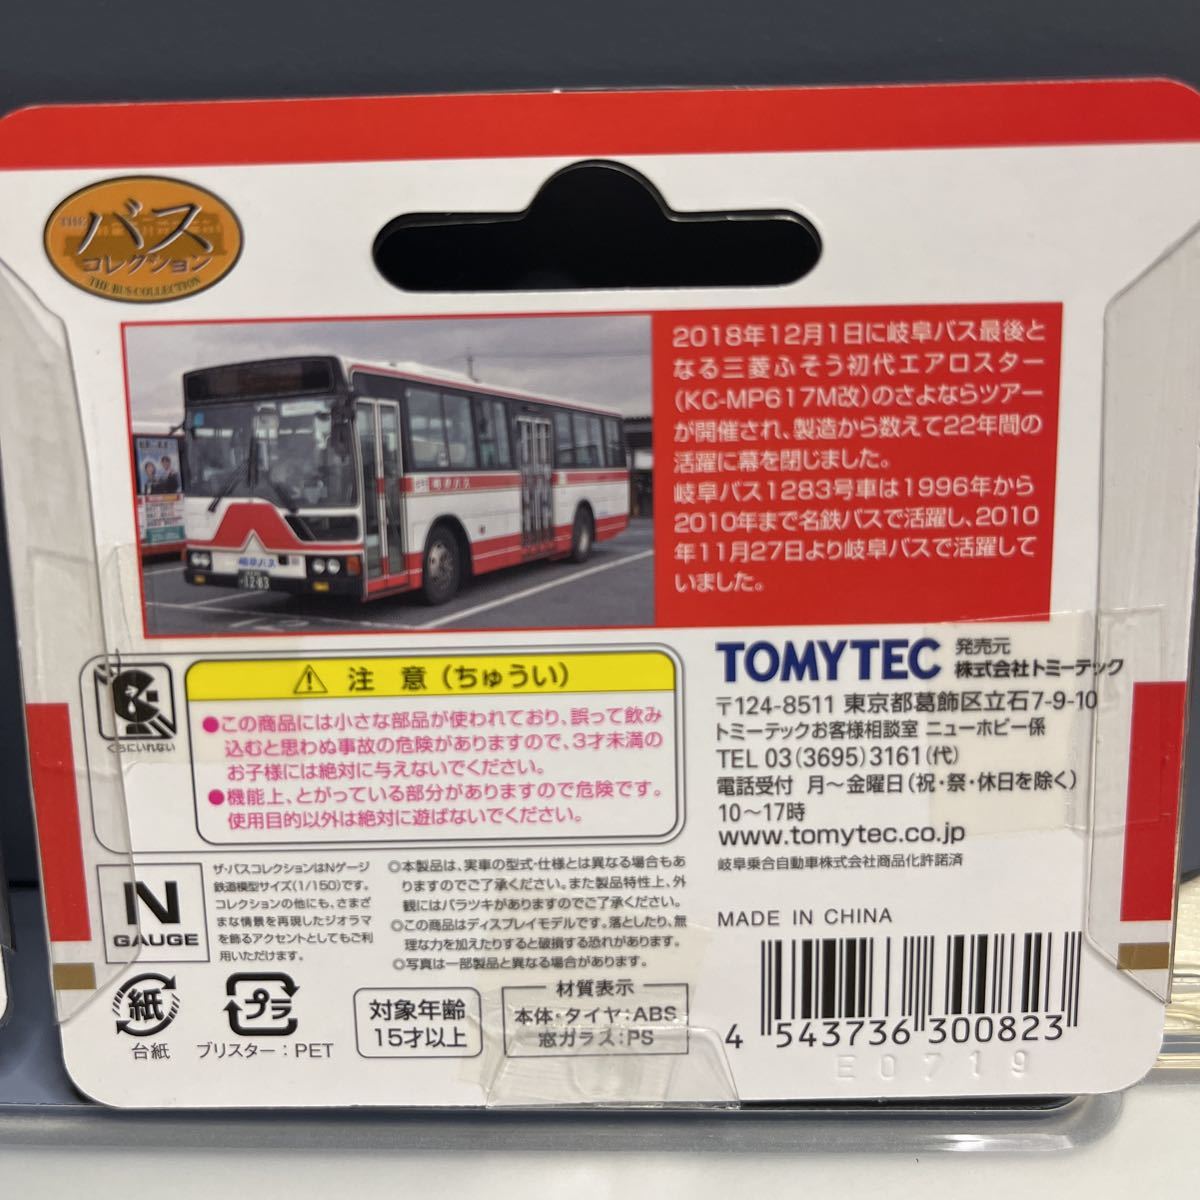 THE
バス
コレクション
THE BUS COLLECTION
2018年12月1日に岐阜バス最後と
なる三菱ふそう初代エアロスター
(KC-MP617M改)のさよならツアー
が開催され、製造から数えて22年間の
活躍に幕を閉じました。
岐阜バス1283号車は1996年から
2010年まで名鉄バスで活躍し、2010
年11月27日より岐阜バスで活躍して
いました。
岐阜バス
岐阜バス
12-83
くちにいれない
注 意(ちゅうい)
●この商品には小さな部品が使われており、誤って飲み
込むと思わぬ事故の危険がありますので、3才未満の
お子様には絶対に与えないでください。
●機能上、とがっている部分がありますので危険です。
使用目的以外は絶対に遊ばないでください。
TOMYTEC 発売元
株式会社トミーテック
〒124-8511 東京都葛飾区立石7-9-10
トミーテックお客様相談室 ニューホビー係
TEL 03(3695)3161(代)
電話受付 月～金曜日(祝・祭・休日を除く)
10～17時
www.tomytec.co.jp
岐阜乗合自動車株式会社商品化許諾済
N
GAUGE
ザ・バスコレクションはNゲージ
鉄道模型サイズ(1/150)です。
コレクションの他にも、さまざ
まな情景を再現したジオラマ
を飾るアクセントとしてもご利
用いただけます。
◎本製品は、実車の型式・仕様とは異なる場合もあ
りますのでご了承ください。また製品特性上、外
観にはバラツキがありますのでご了承ください。
◎この商品はディスプレイモデルです。落としたり、無
理な力を加えたりすると破損する恐れがあります。
◎写真は一部製品と異なる場合があります。
MADE IN CHINA
紙
台紙
プラ
ブリスター：PET
対象年齢
15才以上
材質表示
本体・タイヤ：ABS
窓ガラス：PS
4 543736 300823
E0719